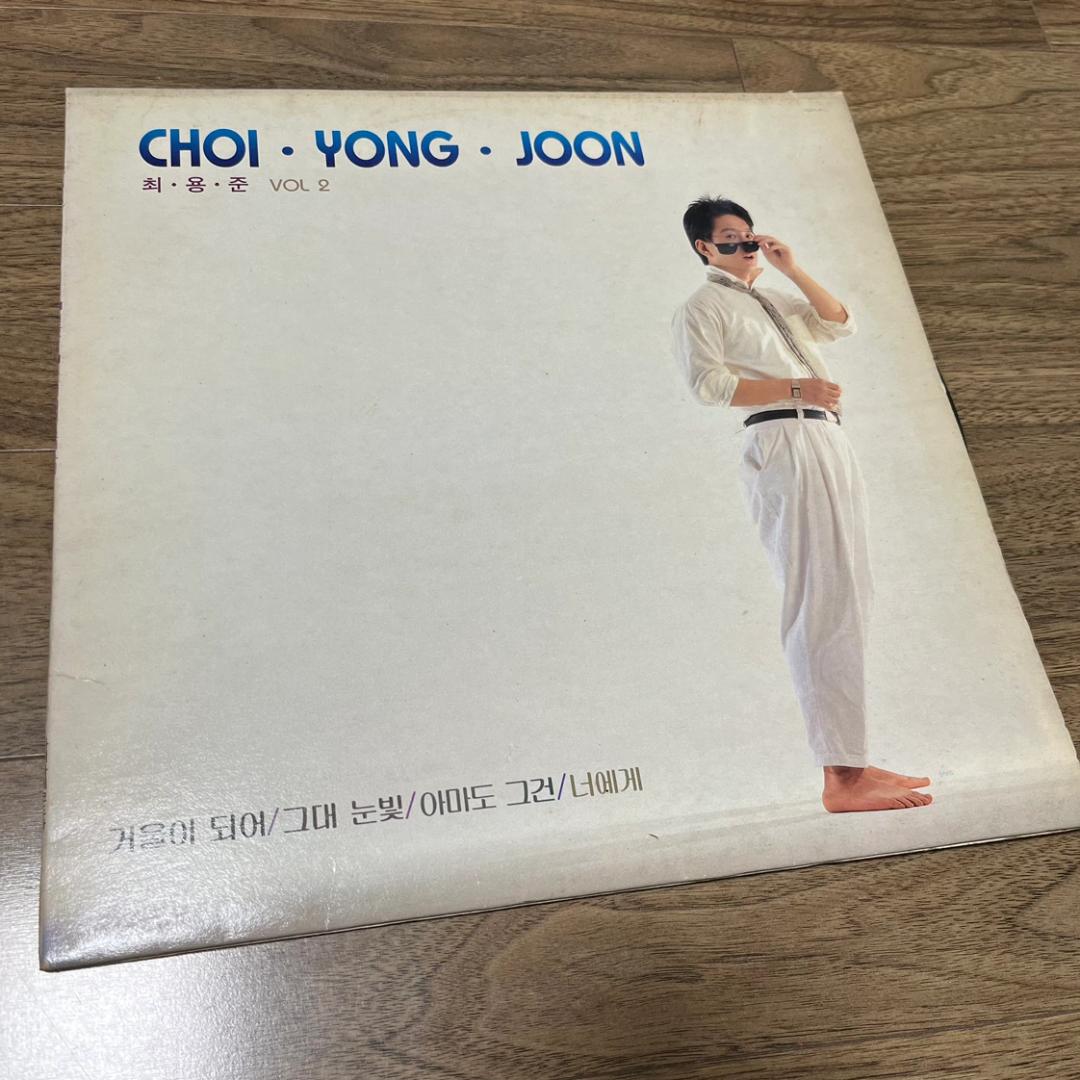 CHOI · YONG · JOON
최 · 용 · 준 VOL 2
거울이 되어/그대 눈빛/아마도 그건/너에게